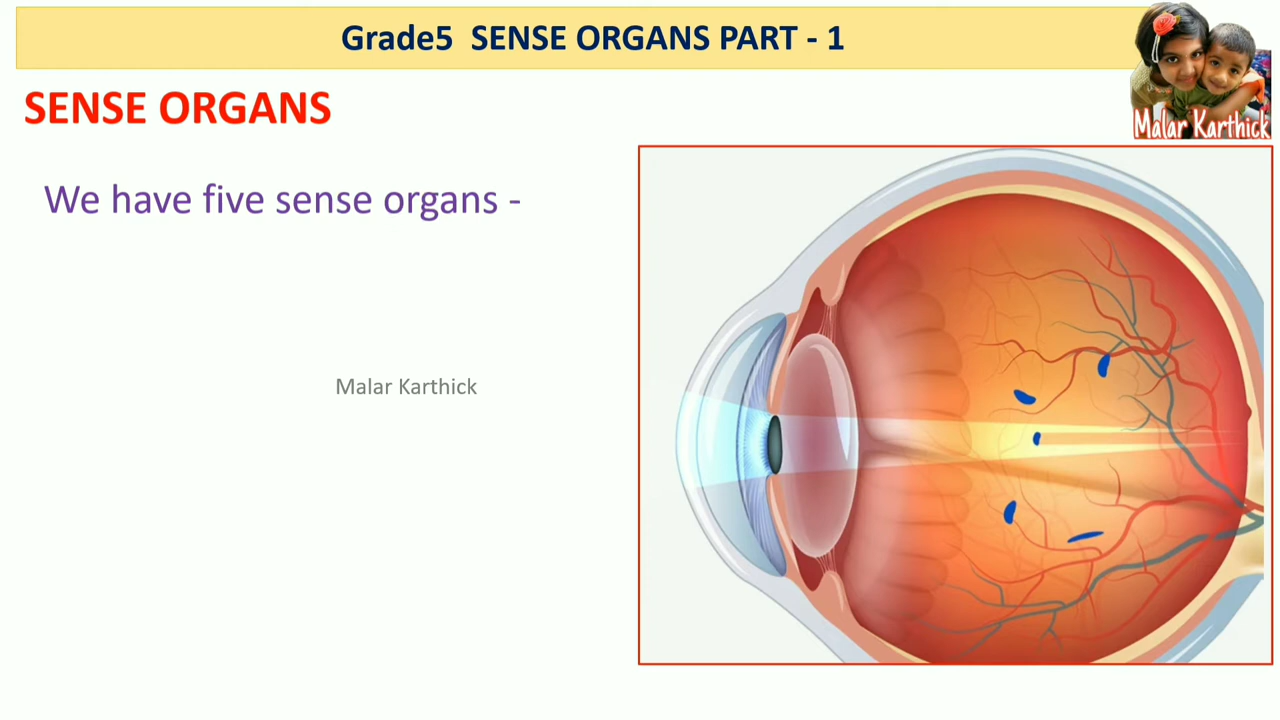 Grade5 SENSE ORGANS PART - 1
SENSE ORGANS
Malar Karthick
We have five sense organs -
Malar Karthick